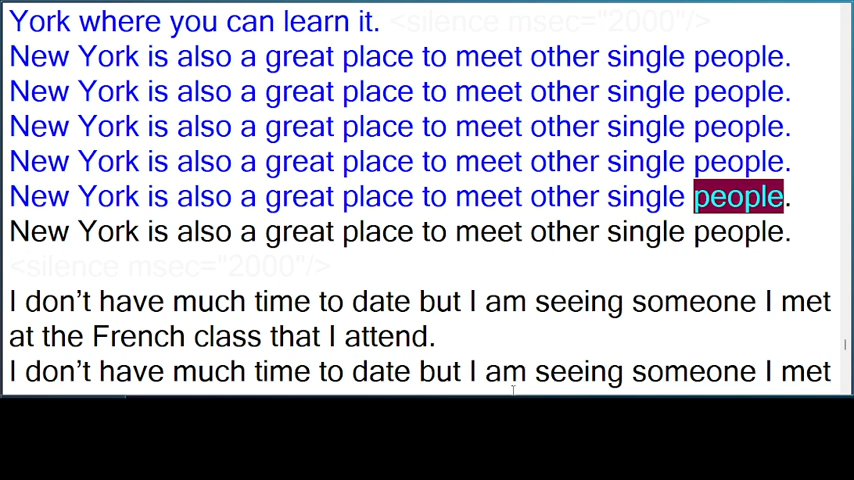 York where you can learn it. <silence msec="2000"/>
New York is also a great place to meet other single people.
New York is also a great place to meet other single people.
New York is also a great place to meet other single people.
New York is also a great place to meet other single people.
New York is also a great place to meet other single people.
New York is also a great place to meet other single people.
<silence msec="2000"/>
I don’t have much time to date but I am seeing someone I met
at the French class that I attend.
I don’t have much time to date but I am seeing someone I met